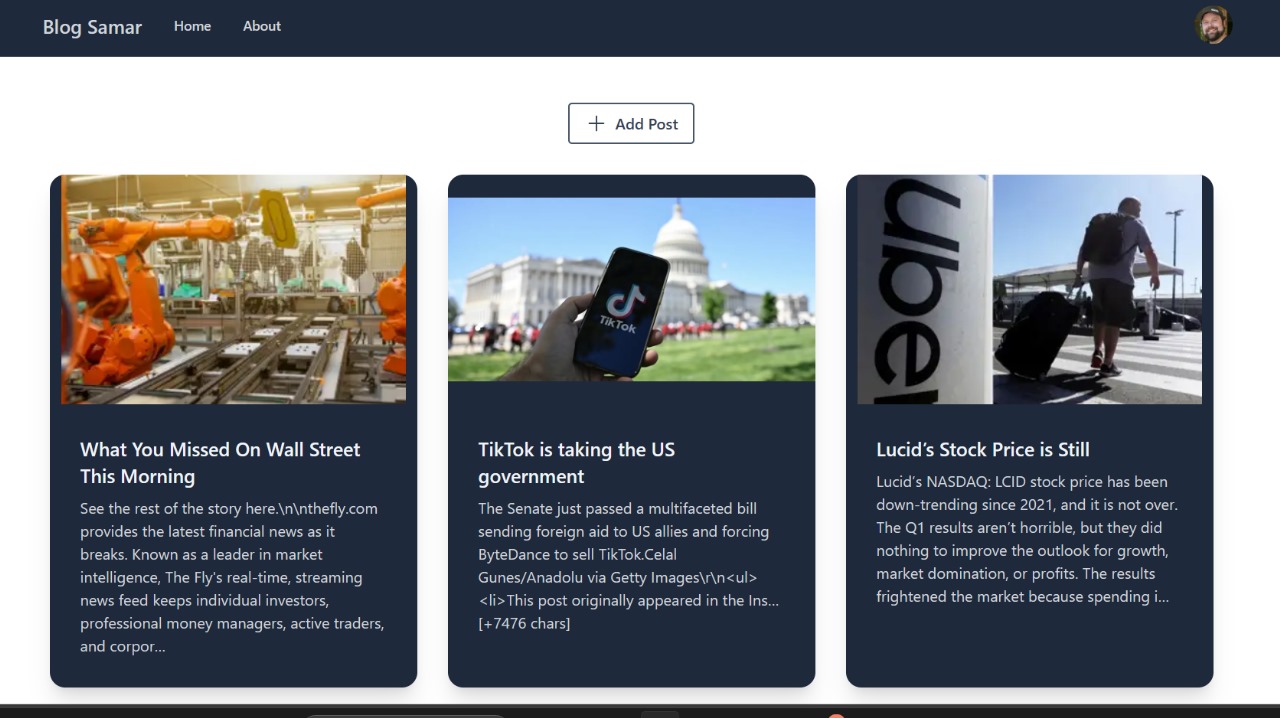 Blog Samar
Home
About
Add Post
TikTok
Uber
What You Missed On Wall Street
This Morning
See the rest of the story here.\n\nthefly.com
provides the latest financial news as it
breaks. Known as a leader in market
intelligence, The Fly's real-time, streaming
news feed keeps individual investors,
professional money managers, active traders,
and corpor...
TikTok is taking the US
government
The Senate just passed a multifaceted bill
sending foreign aid to US allies and forcing
ByteDance to sell TikTok.Celal
Gunes/Anadolu via Getty Images\r\n<ul>
<li>This post originally appeared in the Ins...
[+7476 chars]
Lucid’s Stock Price is Still
Lucid’s NASDAQ: LCID stock price has been
down-trending since 2021, and it is not over.
The Q1 results aren’t horrible, but they did
nothing to improve the outlook for growth,
market domination, or profits. The results
frightened the market because spending i...